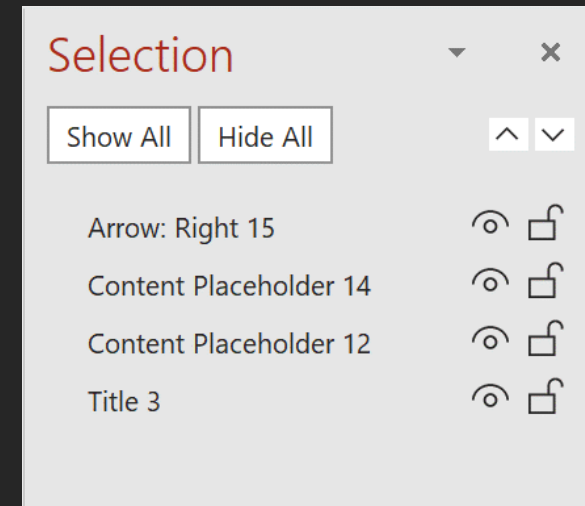 Selection
Show All Hide All
Arrow: Right 15
Content Placeholder 14
Content Placeholder 12
Title 3